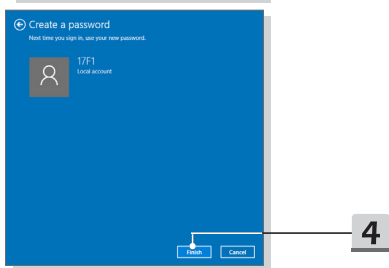 Create a password
Next time you sign in, use your new password.
17F1
Local account
Finish
Cancel
4